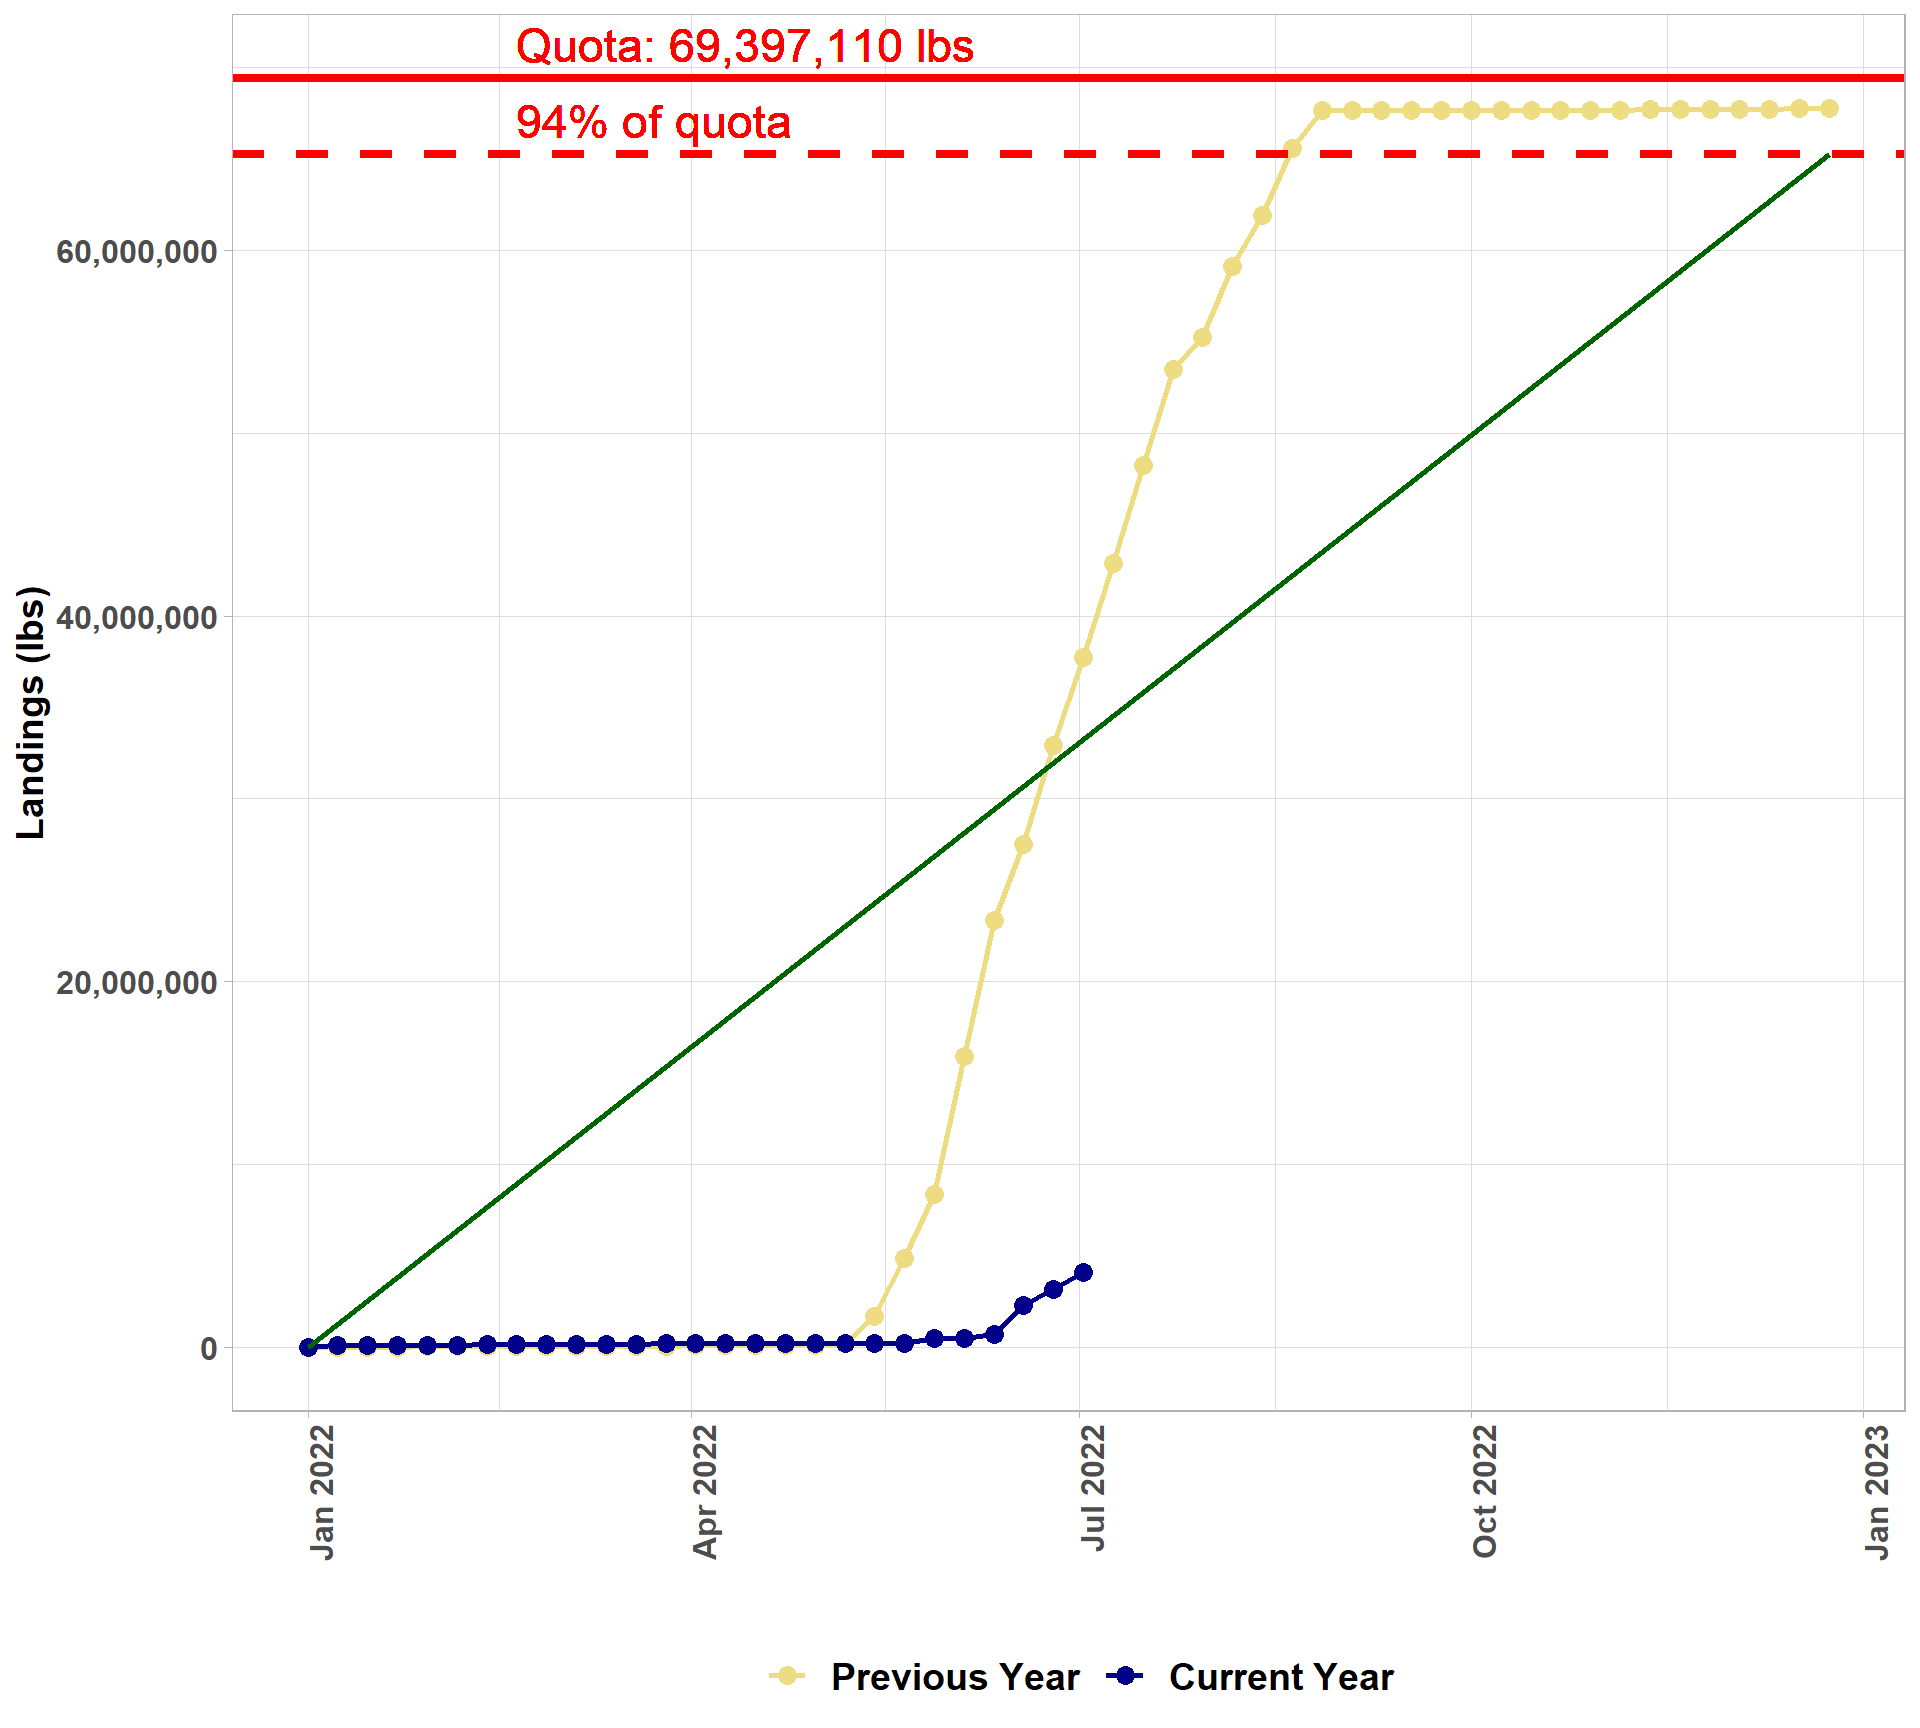 Quota: 69,397,110 lbs
94% of quota
Landings (lbs)
60,000,000
40,000,000
20,000,000
0
Jan 2022
Apr 2022
Jul 2022
Oct 2022
Jan 2023
Previous Year
Current Year